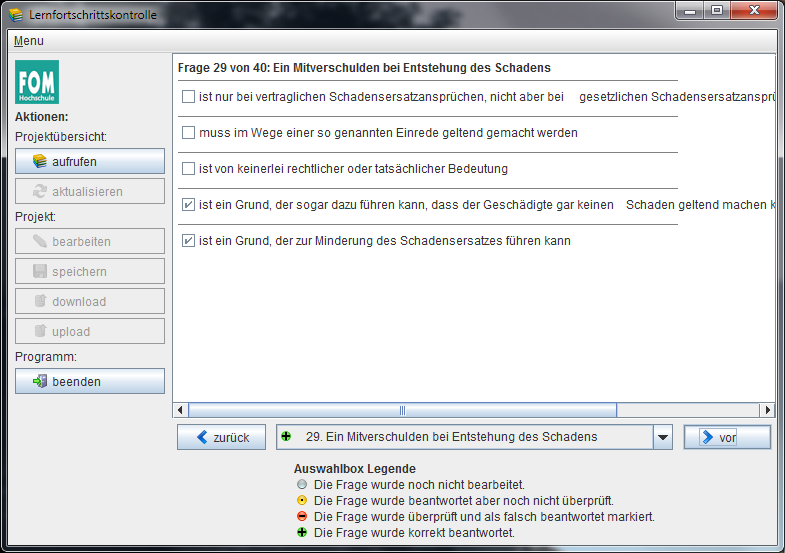 Lernfortschrittskontrolle
Menu
FOM
Hochschule
Aktionen:
Projektübersicht:
aufrufen
aktualisieren
Projekt:
bearbeiten
speichern
download
upload
Programm:
beenden
Frage 29 von 40: Ein Mitverschulden bei Entstehung des Schadens
ist nur bei vertraglichen Schadensersatzansprüchen, nicht aber bei gesetzlichen Schadensersatzansprü
muss im Wege einer so genannten Einrede geltend gemacht werden
ist von keinerlei rechtlicher oder tatsächlicher Bedeutung
ist ein Grund, der sogar dazu führen kann, dass der Geschädigte gar keinen Schaden geltend machen k
ist ein Grund, der zur Minderung des Schadensersatzes führen kann
zurück
29. Ein Mitverschulden bei Entstehung des Schadens
vor
Auswahlbox Legende
Die Frage wurde noch nicht bearbeitet.
Die Frage wurde beantwortet aber noch nicht überprüft.
Die Frage wurde überprüft und als falsch beantwortet markiert.
Die Frage wurde korrekt beantwortet.